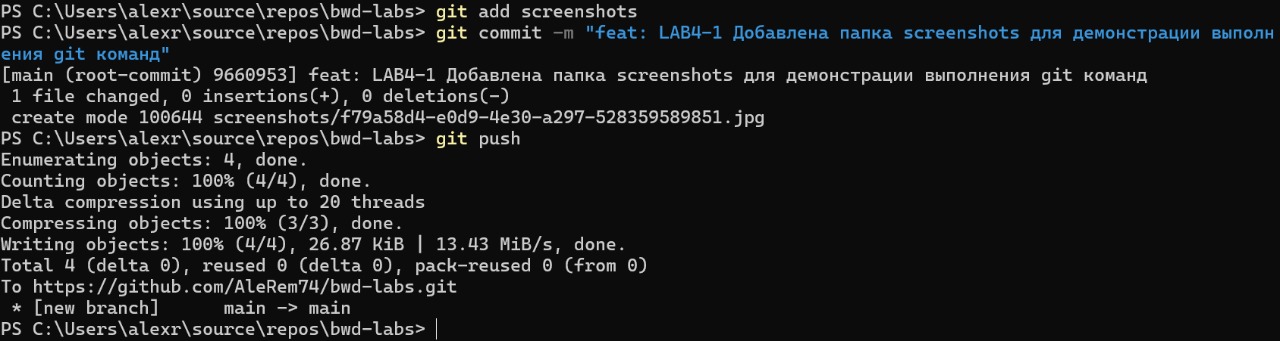 PS C:\Users\alexr\source\repos\bwd-labs> git add screenshots
PS C:\Users\alexr\source\repos\bwd-labs> git commit -m "feat: LAB4-1 Добавлена папка screenshots для демонстрации выполн
ения git команд"
[main (root-commit) 9660953] feat: LAB4-1 Добавлена папка screenshots для демонстрации выполнения git команд
 1 file changed, 0 insertions(+), 0 deletions(-)
 create mode 100644 screenshots/f79a58d4-e0d9-4e30-a297-528359589851.jpg
PS C:\Users\alexr\source\repos\bwd-labs> git push
Enumerating objects: 4, done.
Counting objects: 100% (4/4), done.
Delta compression using up to 20 threads
Compressing objects: 100% (3/3), done.
Writing objects: 100% (4/4), 26.87 KiB | 13.43 MiB/s, done.
Total 4 (delta 0), reused 0 (delta 0), pack-reused 0 (from 0)
To https://github.com/AleRem74/bwd-labs.git
 * [new branch]      main -> main
PS C:\Users\alexr\source\repos\bwd-labs>